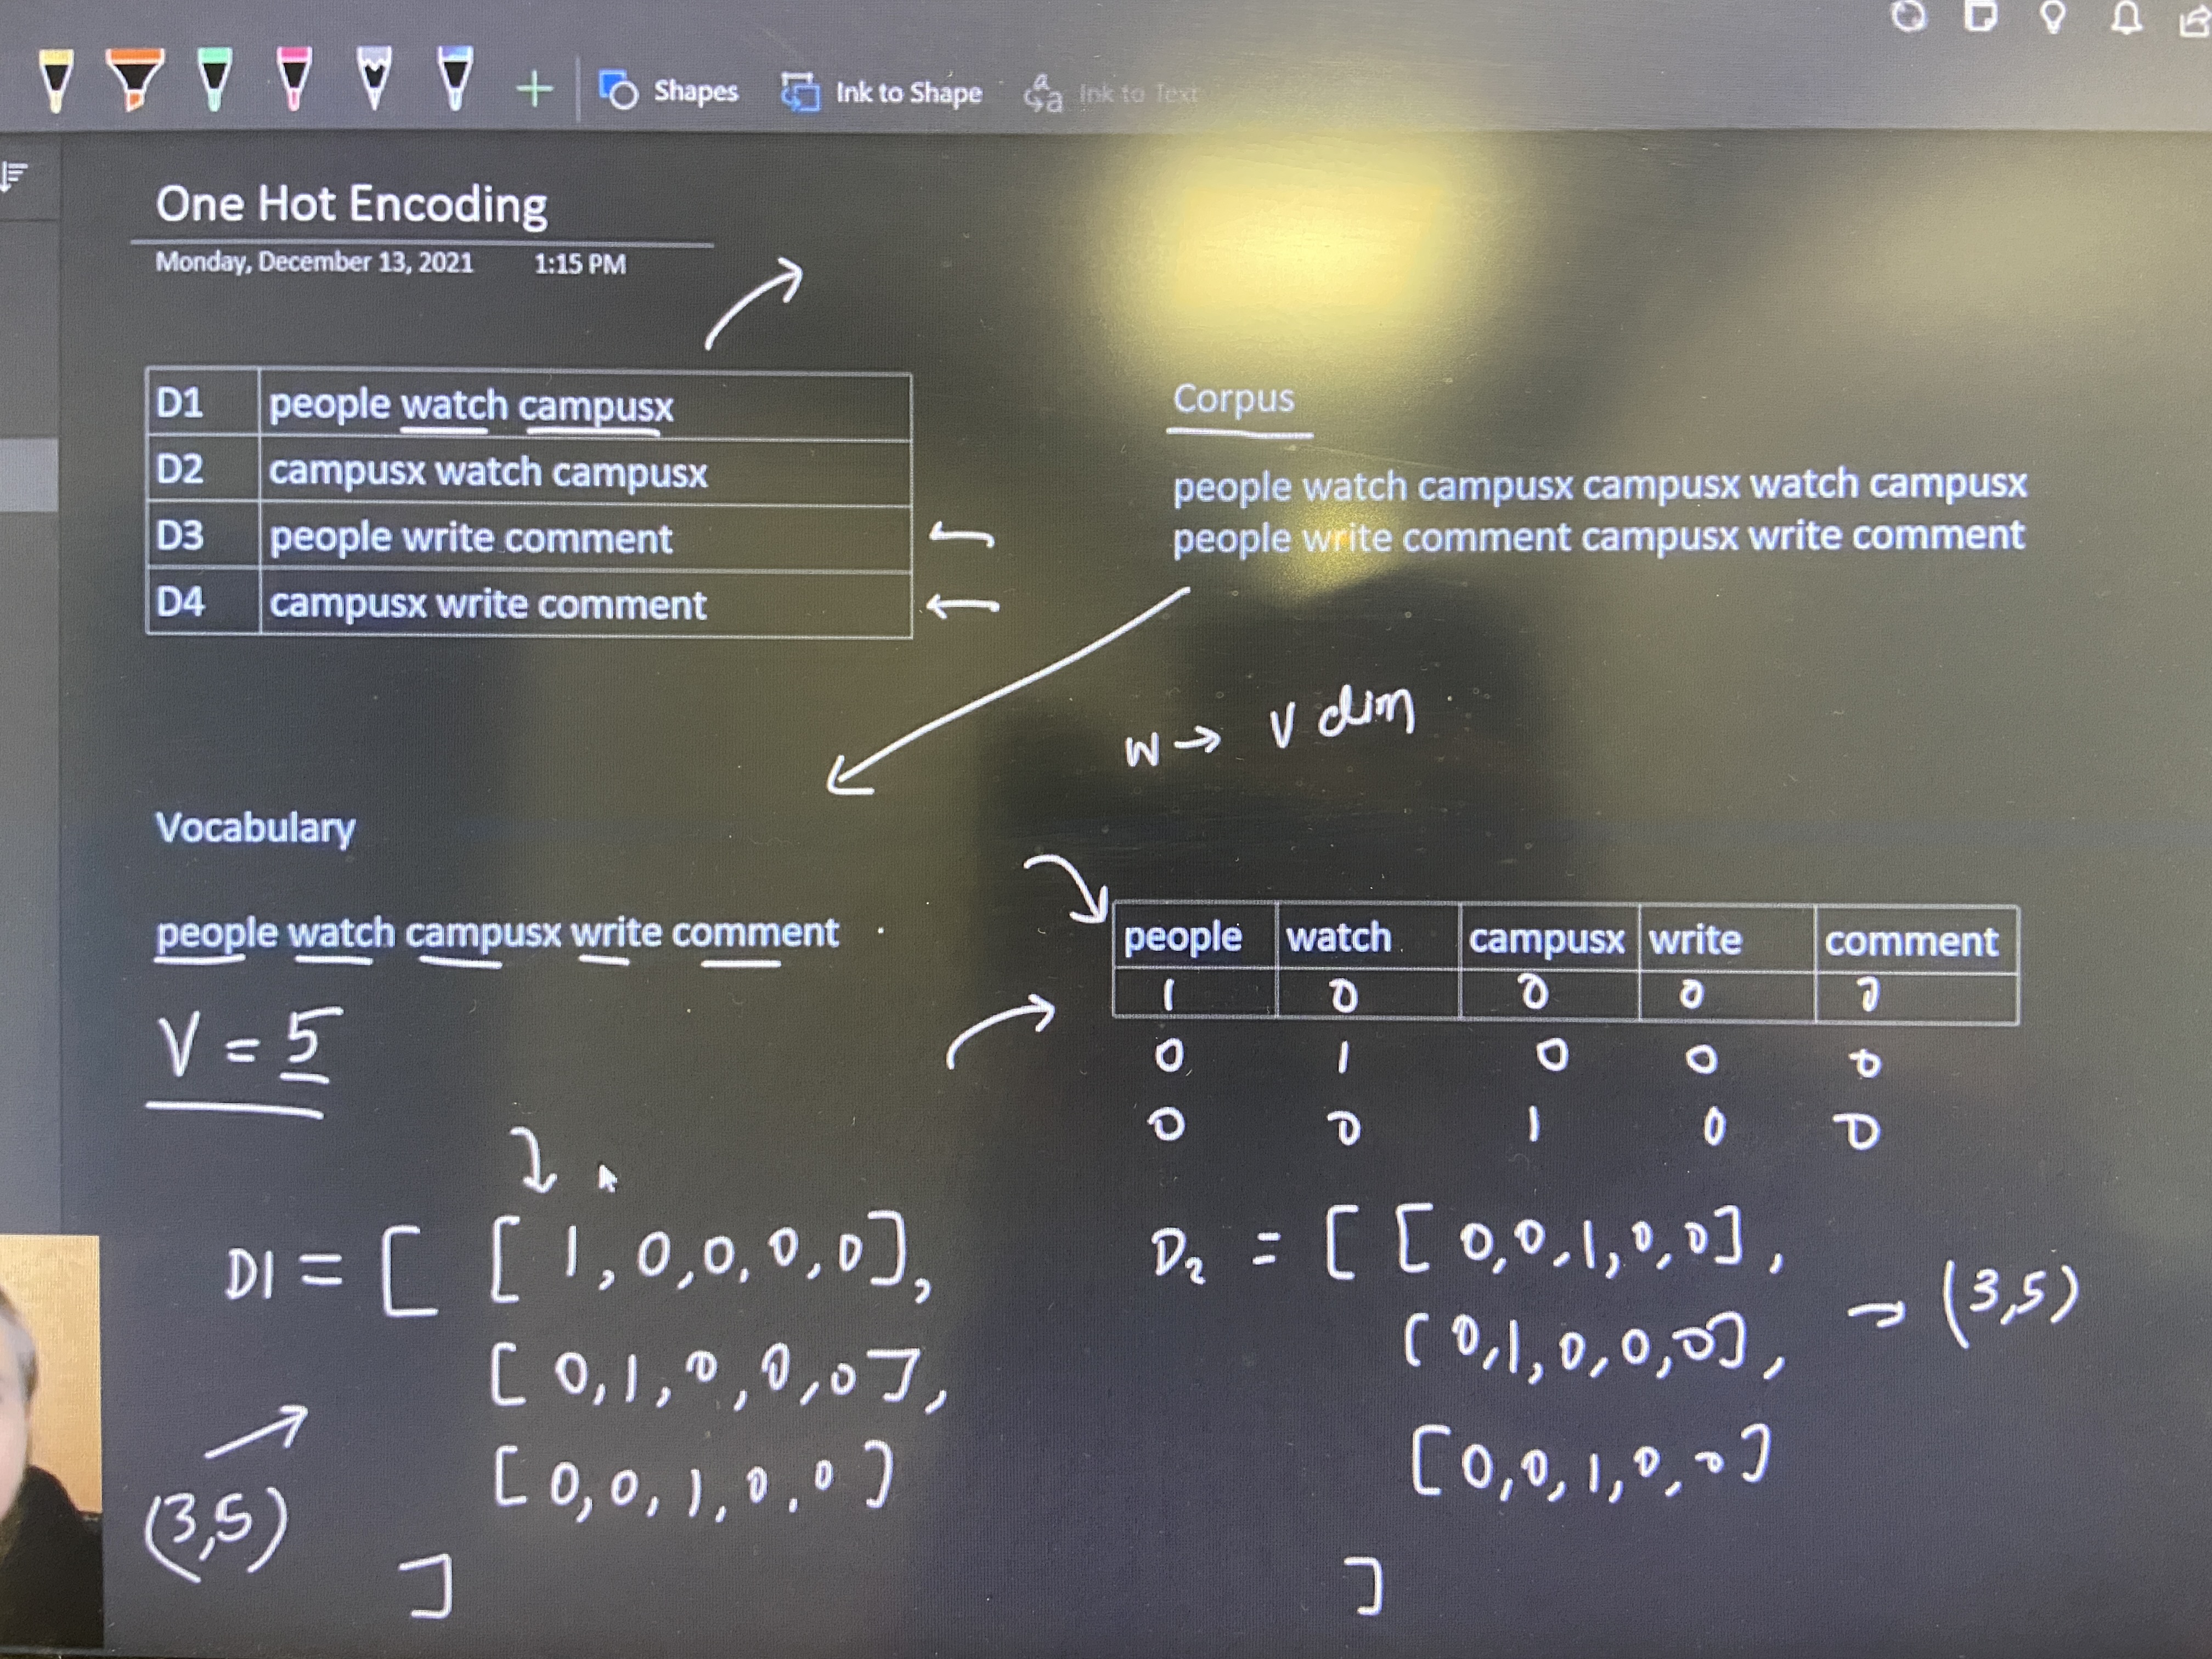 Shapes
Ink to Shape
Ink to Text
One Hot Encoding
Monday, December 13, 2021 1:15 PM
D1 people watch campusx
D2 campusx watch campusx
D3 people write comment
D4 campusx write comment
Corpus
people watch campusx campusx watch campusx
people write comment campusx write comment
W → V dim
Vocabulary
people watch campusx write comment
V = 5
people watch campusx write comment
1 0 0 0 0
0 1 0 0 0
0 0 1 0 0
D1 = [ [ 1, 0, 0, 0, 0],
[ 0, 1, 0, 0, 0],
[ 0, 0, 1, 0, 0 ]
]
(3,5)
D2 = [ [ 0, 0, 1, 0, 0],
[ 0, 1, 0, 0, 0],
[ 0, 0, 1, 0, 0]
]
→ (3,5)